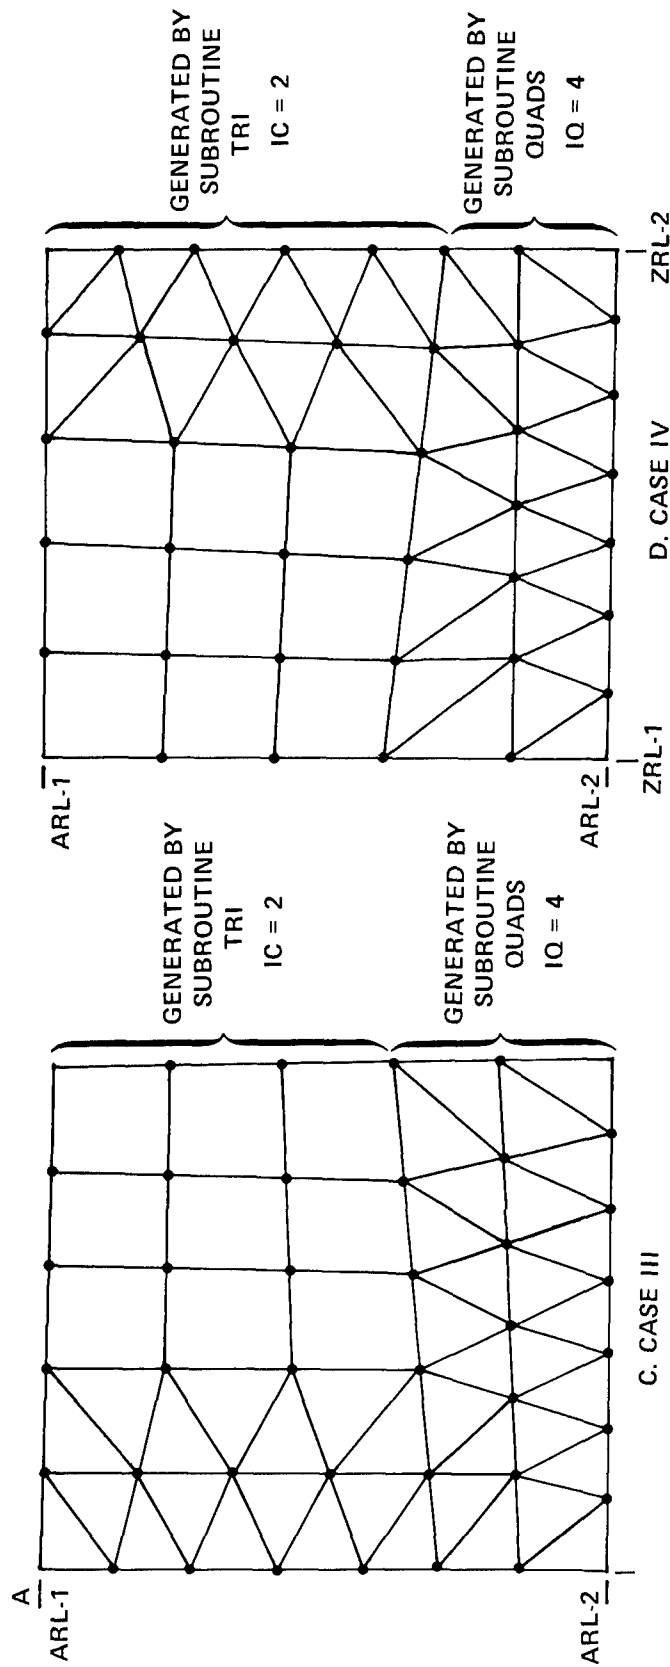 A
ARL-1
ARL-2
GENERATED BY
SUBROUTINE
TRI
IC = 2
GENERATED BY
SUBROUTINE
QUADS
IQ = 4
C. CASE III
ARL-1
ARL-2
ZRL-1
ZRL-2
GENERATED BY
SUBROUTINE
TRI
IC = 2
GENERATED BY
SUBROUTINE
QUADS
IQ = 4
D. CASE IV